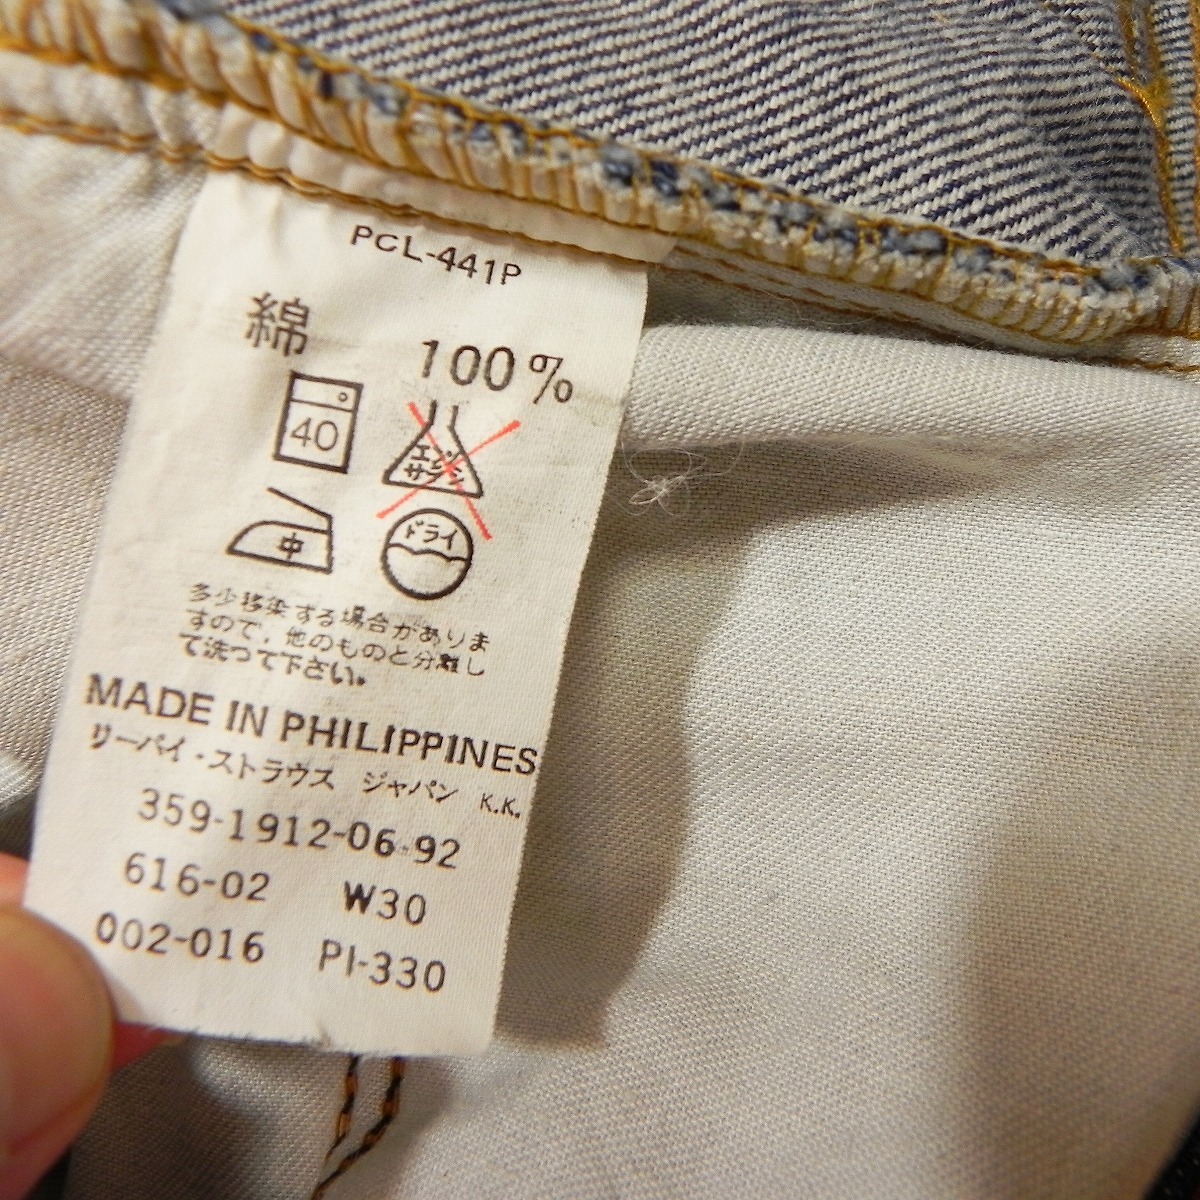 PCL-441P
綿 100%
40 エンソサラシ
中 ドライ
多少移染する場合がありま
すので、他のものと分離し
て洗って下さい。
MADE IN PHILIPPINES
リーバイ・ストラウス ジャパン K.K.
359-1912-06-92
616-02 W30
002-016 PI-330